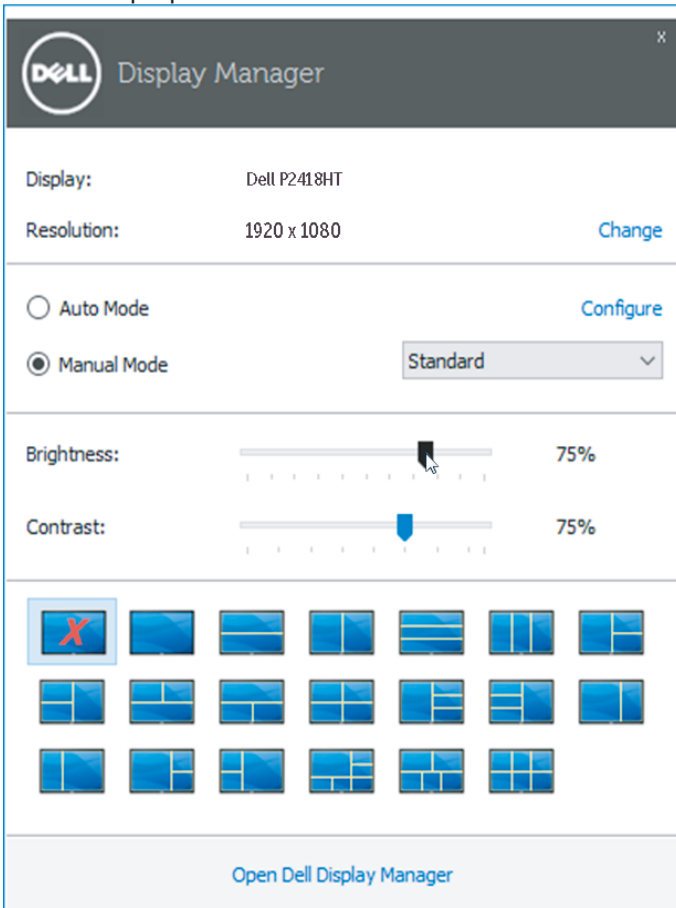 x
DELL Display Manager
Display: Dell P2418HT
Resolution: 1920 x 1080 Change
Auto Mode Configure
Manual Mode Standard
Brightness: 75%
Contrast: 75%
X
Open Dell Display Manager